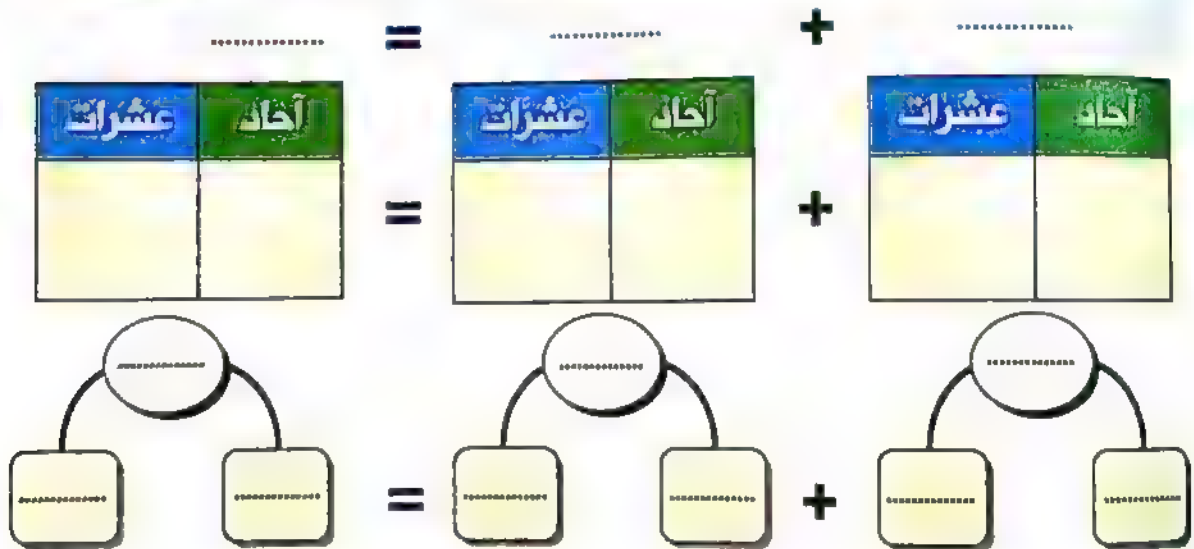 + =
آحاد عشرات آحاد عشرات آحاد عشرات
+ =
+ =